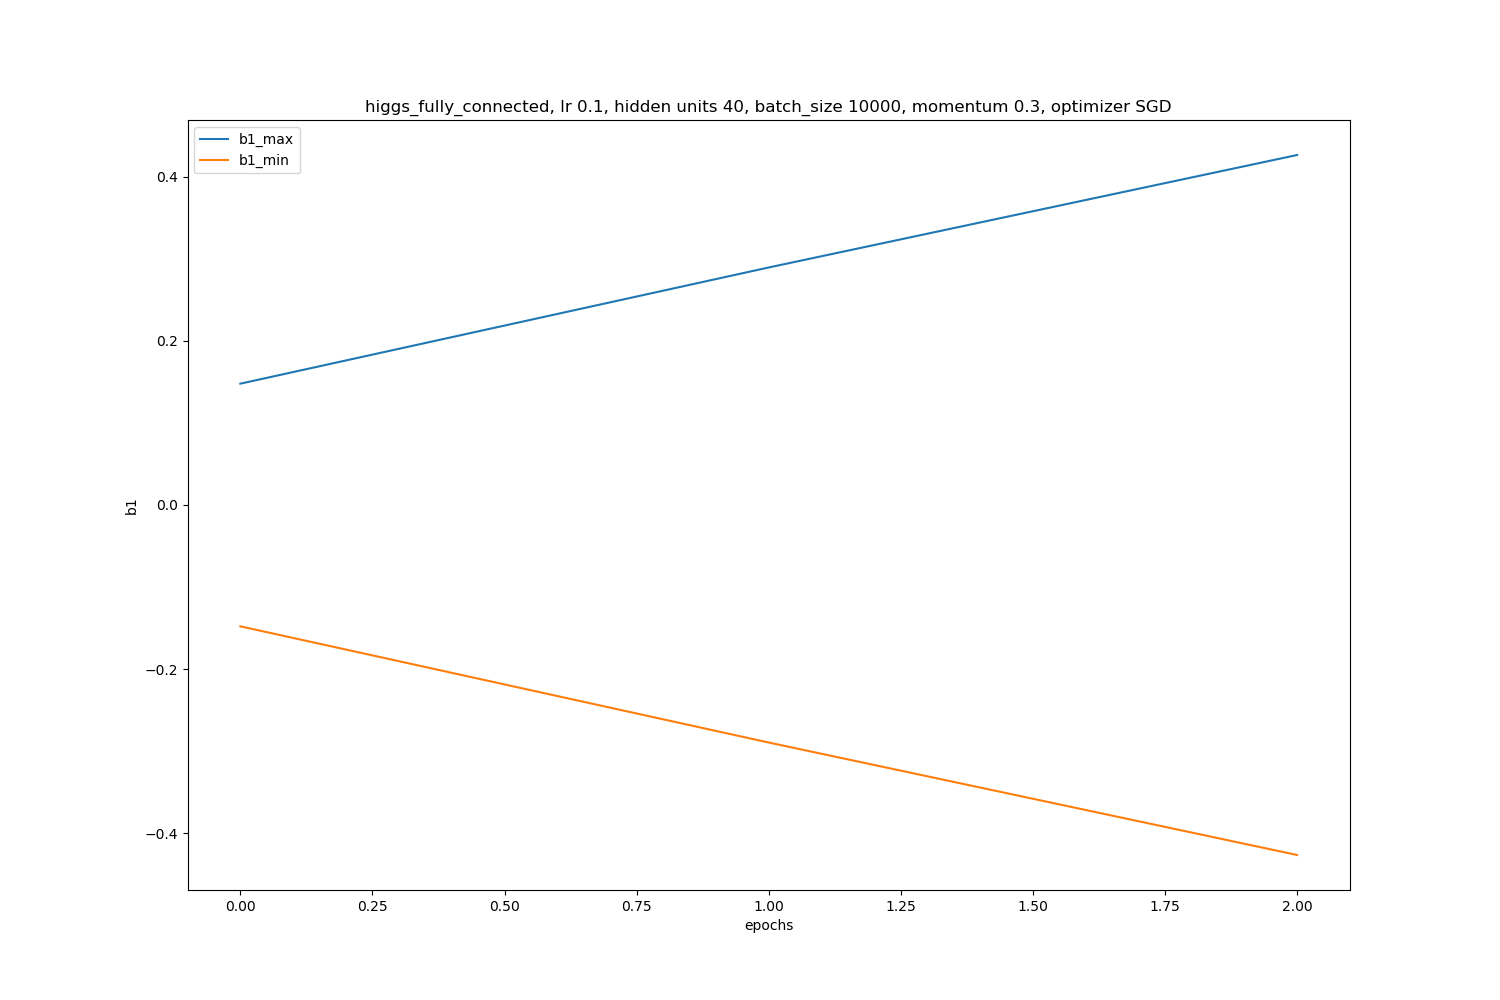 higgs_fully_connected, lr 0.1, hidden units 40, batch_size 10000, momentum 0.3, optimizer SGD
b1_max
b1_min
0.4
0.2
0.0
−0.2
−0.4
b1
0.00 0.25 0.50 0.75 1.00 1.25 1.50 1.75 2.00
epochs